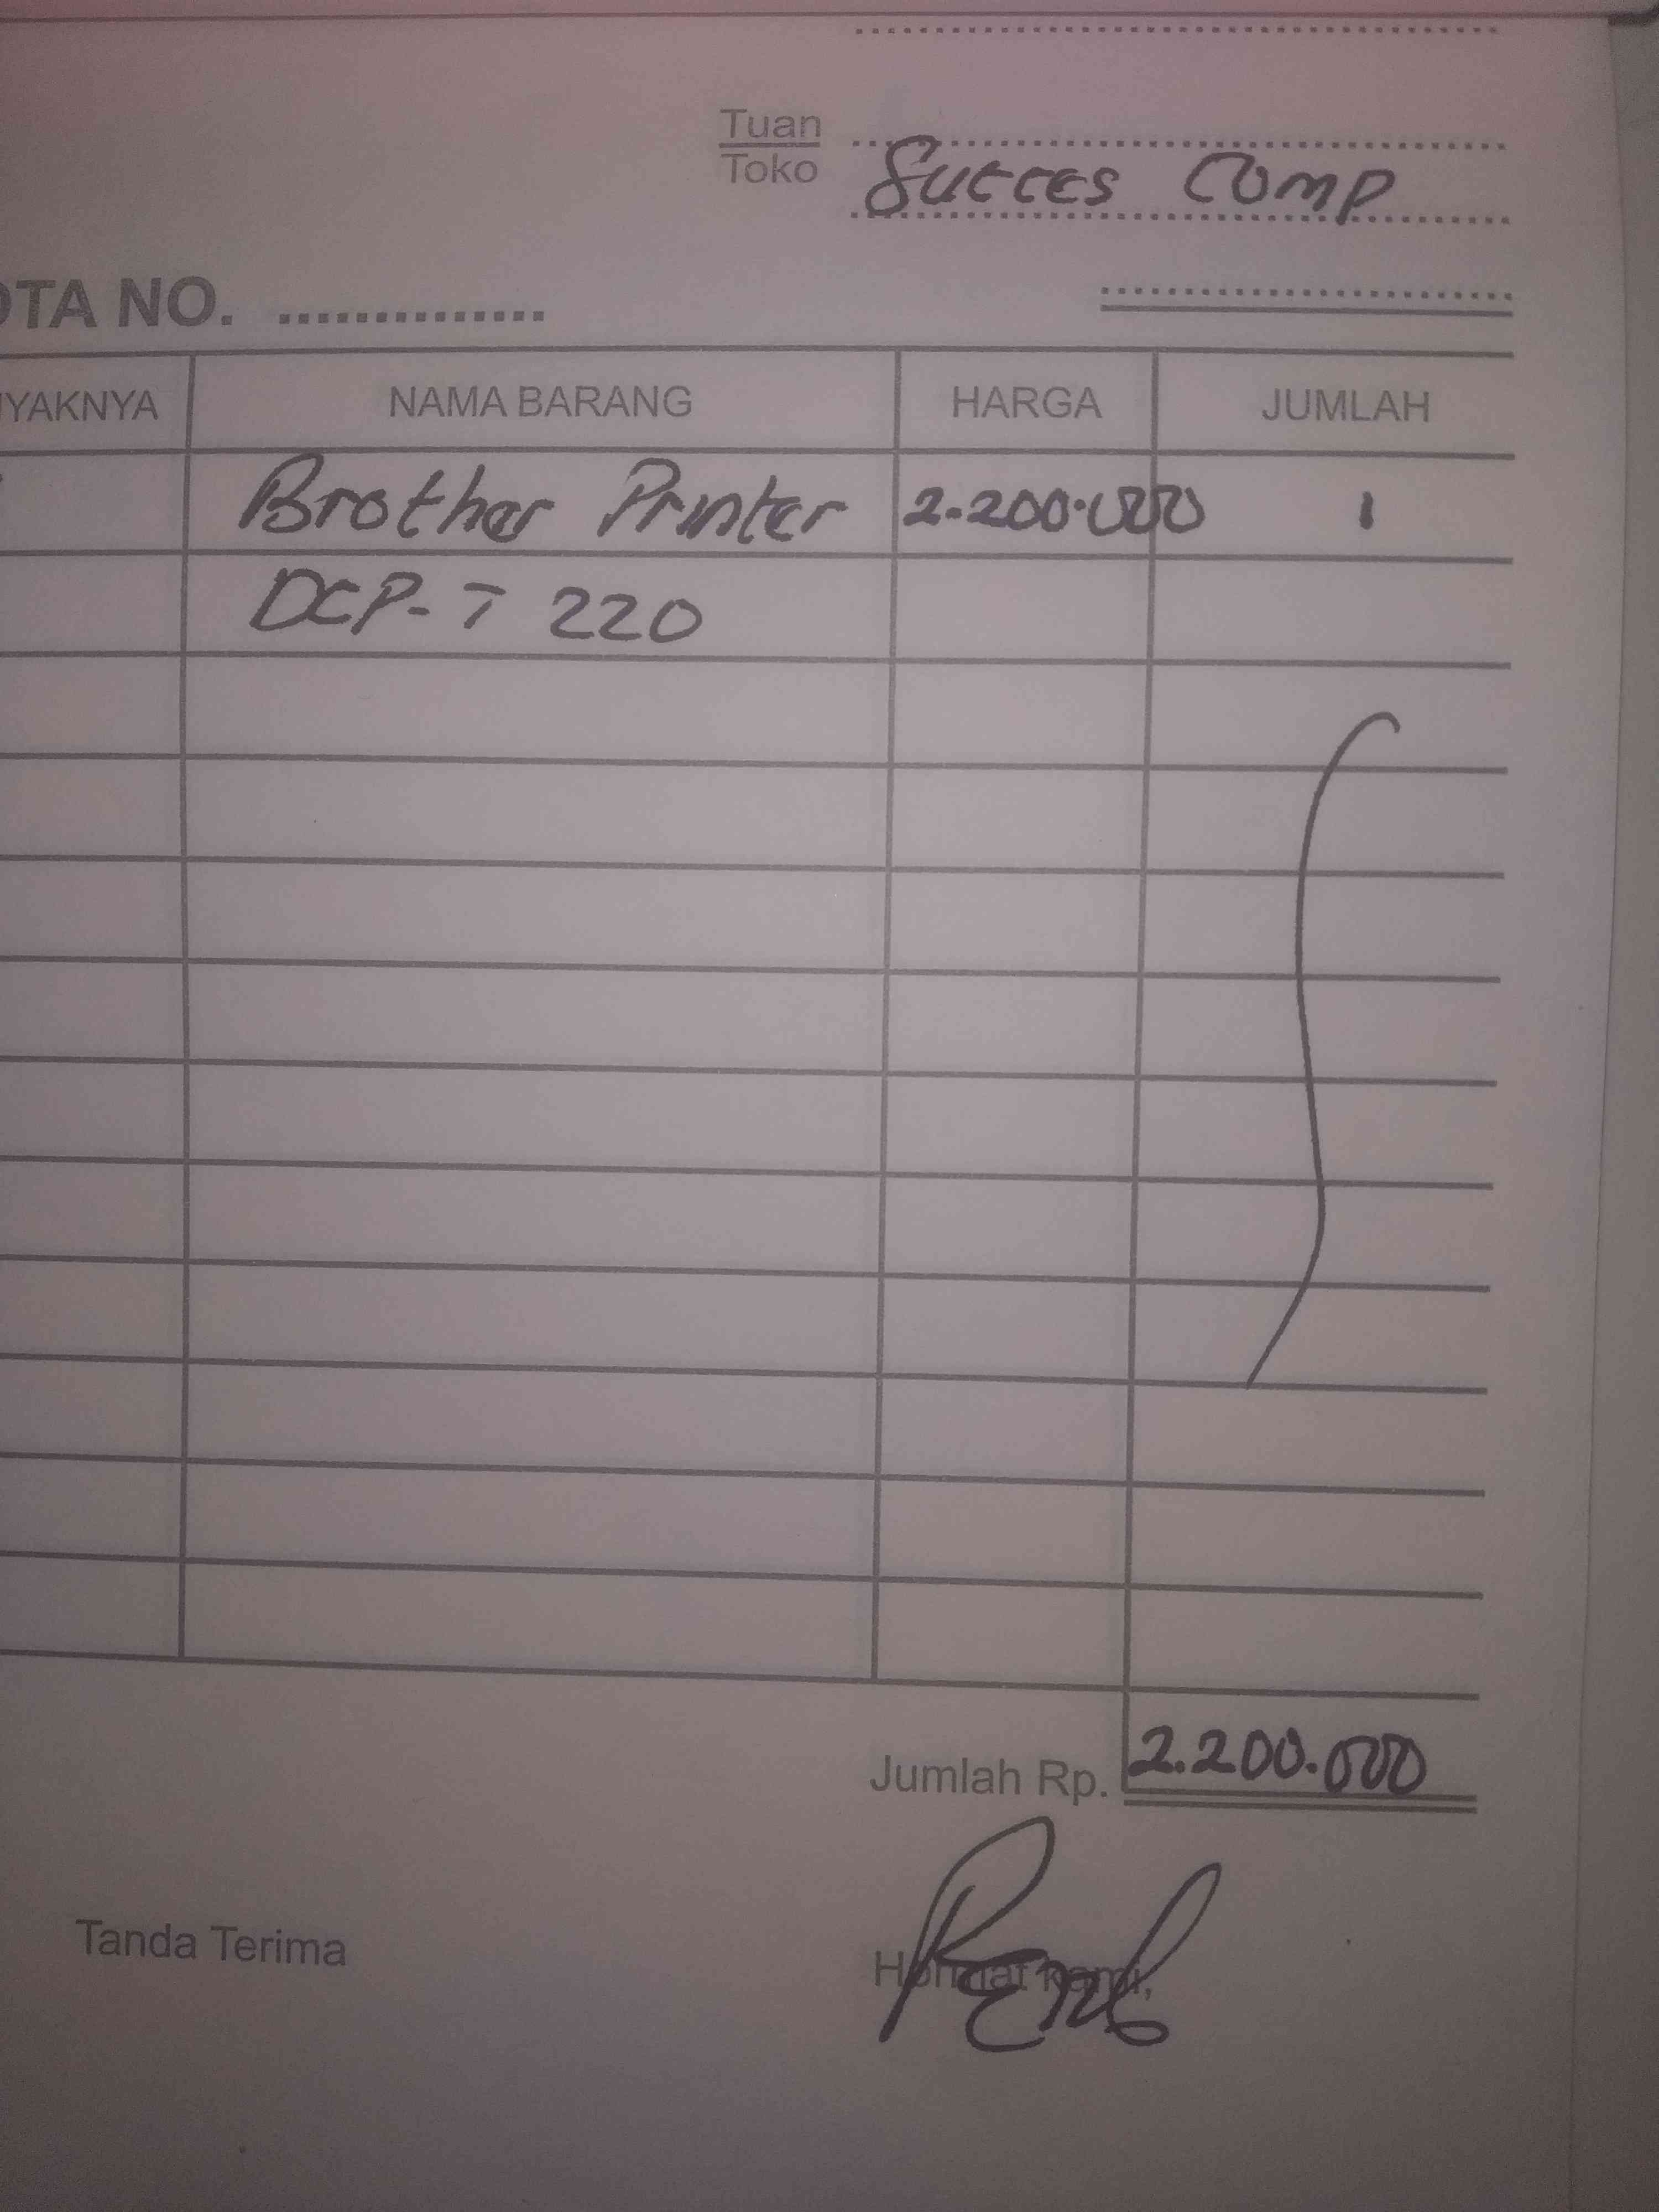 Tuan
Toko Succes Comp
OTA NO. ...............
YAKNYA NAMA BARANG HARGA JUMLAH
Brother Printer 2.200.000 1
DCP-T 220
Jumlah Rp. 2.200.000
Tanda Terima Hormat kami,